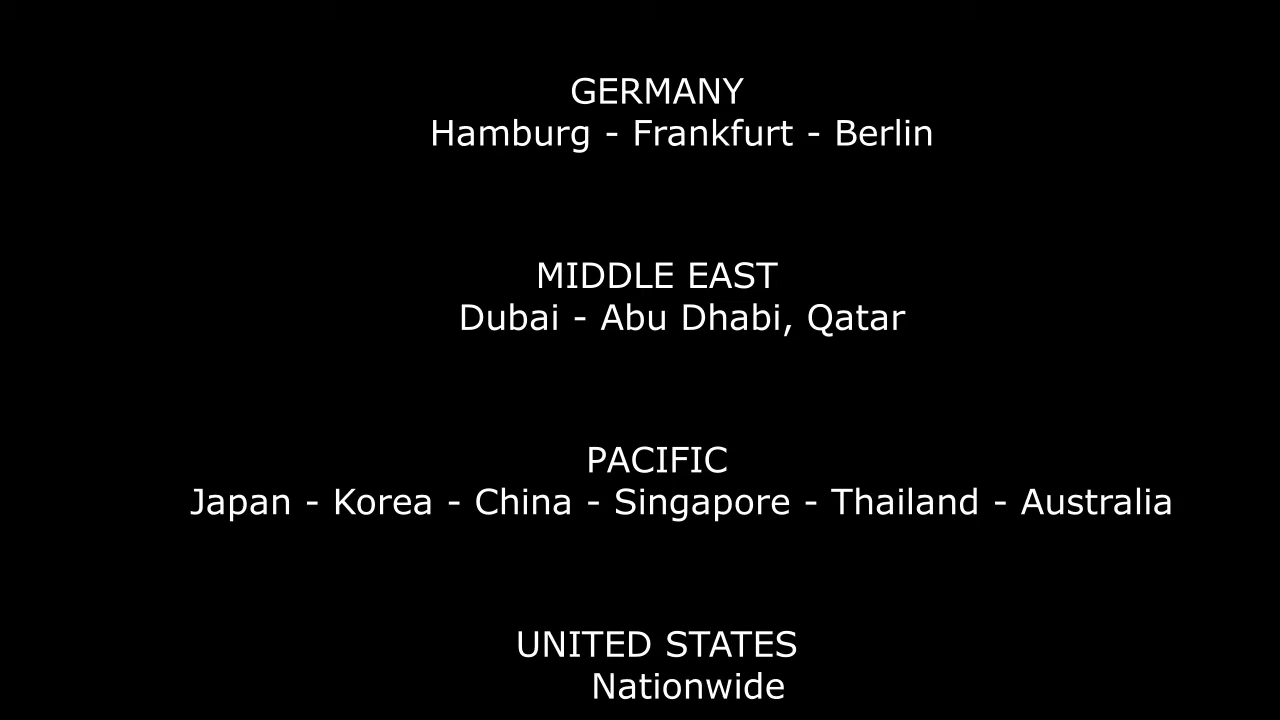 GERMANY
Hamburg - Frankfurt - Berlin
MIDDLE EAST
Dubai - Abu Dhabi, Qatar
PACIFIC
Japan - Korea - China - Singapore - Thailand - Australia
UNITED STATES
Nationwide